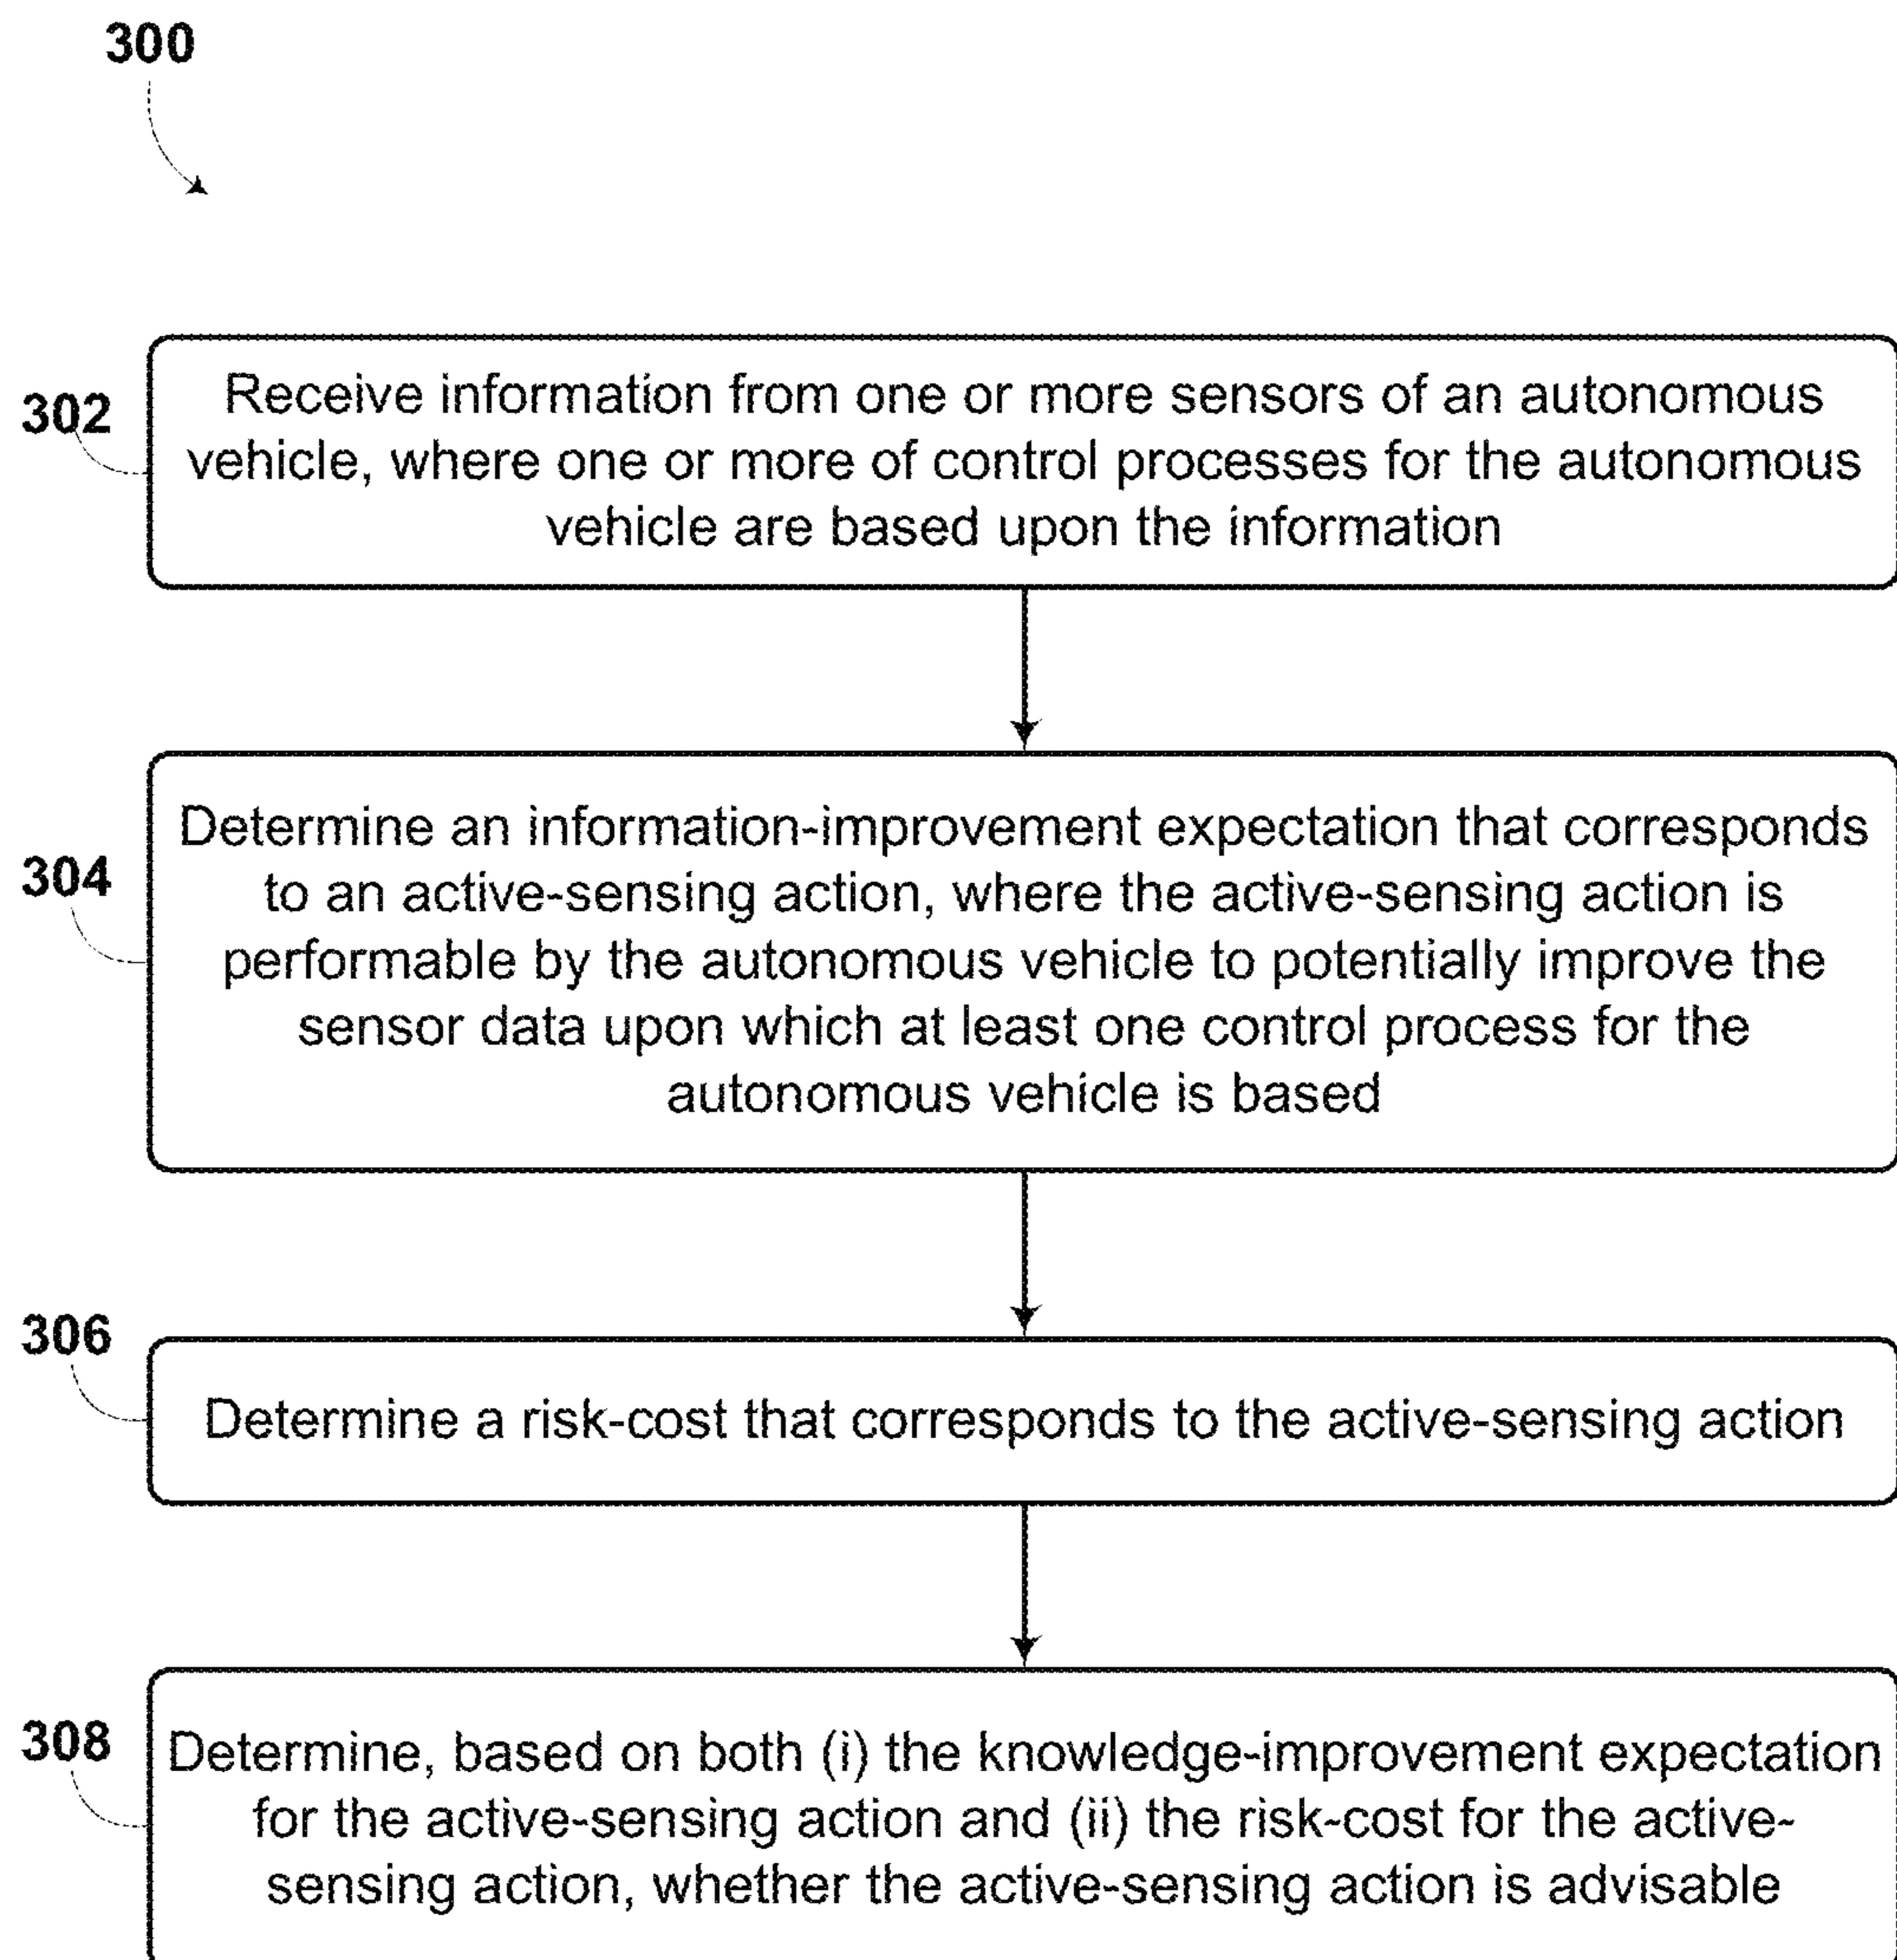 300
302
Receive information from one or more sensors of an autonomous
vehicle, where one or more of control processes for the autonomous
vehicle are based upon the information
304
Determine an information-improvement expectation that corresponds
to an active-sensing action, where the active-sensing action is
performable by the autonomous vehicle to potentially improve the
sensor data upon which at least one control process for the
autonomous vehicle is based
306
Determine a risk-cost that corresponds to the active-sensing action
308
Determine, based on both (i) the knowledge-improvement expectation
for the active-sensing action and (ii) the risk-cost for the active-
sensing action, whether the active-sensing action is advisable